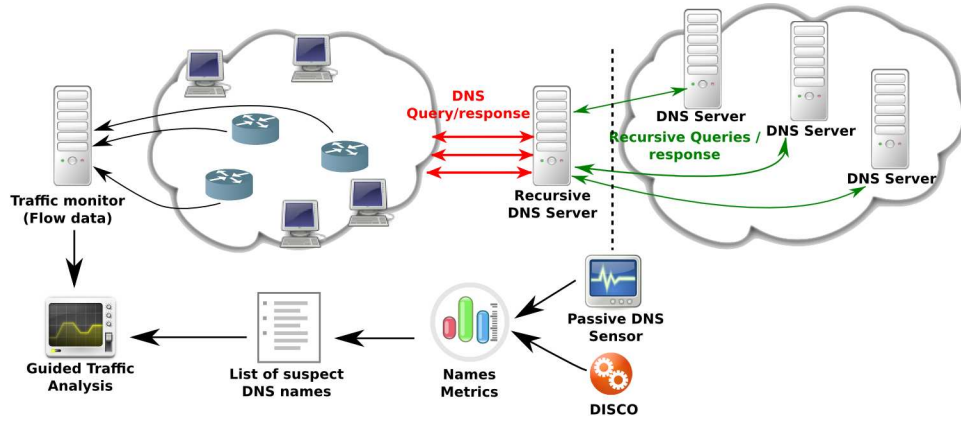 DNS
Query/response
DNS Server
Recursive Queries /
response
DNS Server
DNS Server
Traffic monitor
(Flow data)
Recursive
DNS Server
Passive DNS
Sensor
Guided Traffic
Analysis
List of suspect
DNS names
Names
Metrics
DISCO